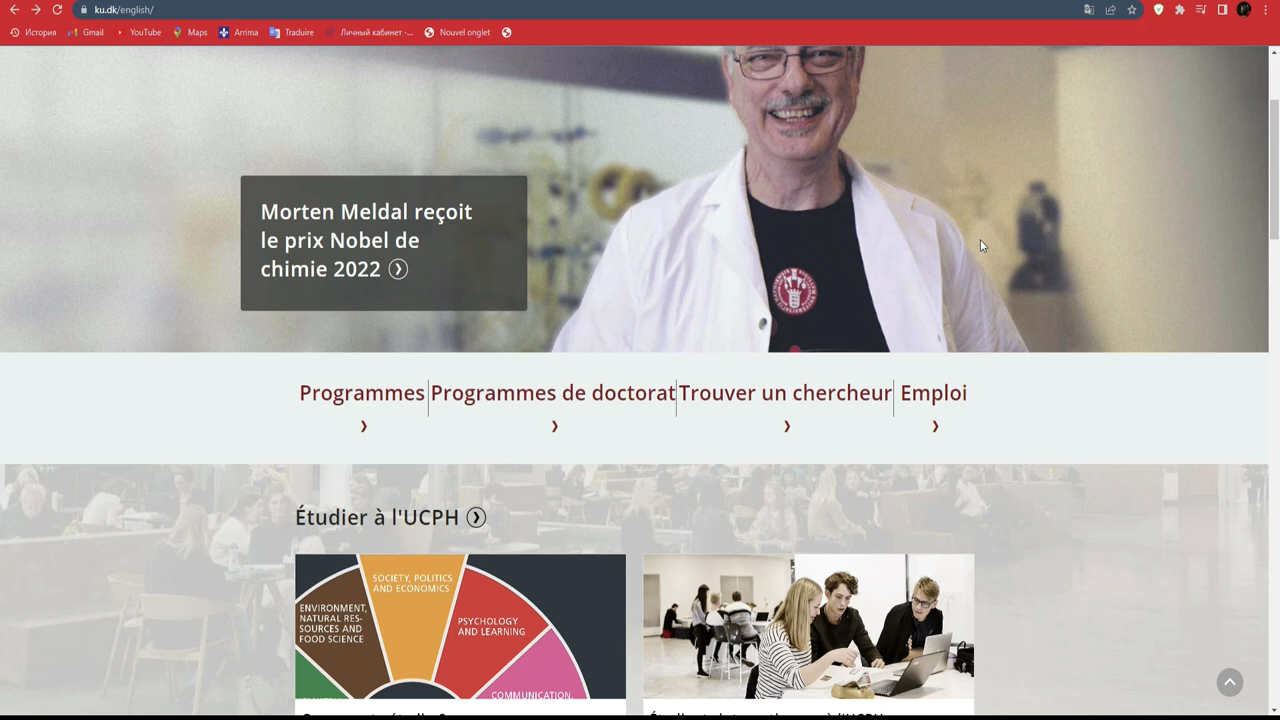 ku.dk/english/
История Gmail YouTube Maps Arrima Traduire Личный кабинет -... Nouvel onglet
Morten Meldal reçoit
le prix Nobel de
chimie 2022
Programmes Programmes de doctorat Trouver un chercheur Emploi
Étudier à l'UCPH
SOCIETY, POLITICS
AND ECONOMICS
ENVIRONMENT,
NATURAL RES-
SOURCES AND
FOOD SCIENCE
PSYCHOLOGY
AND LEARNING
COMMUNICATION,